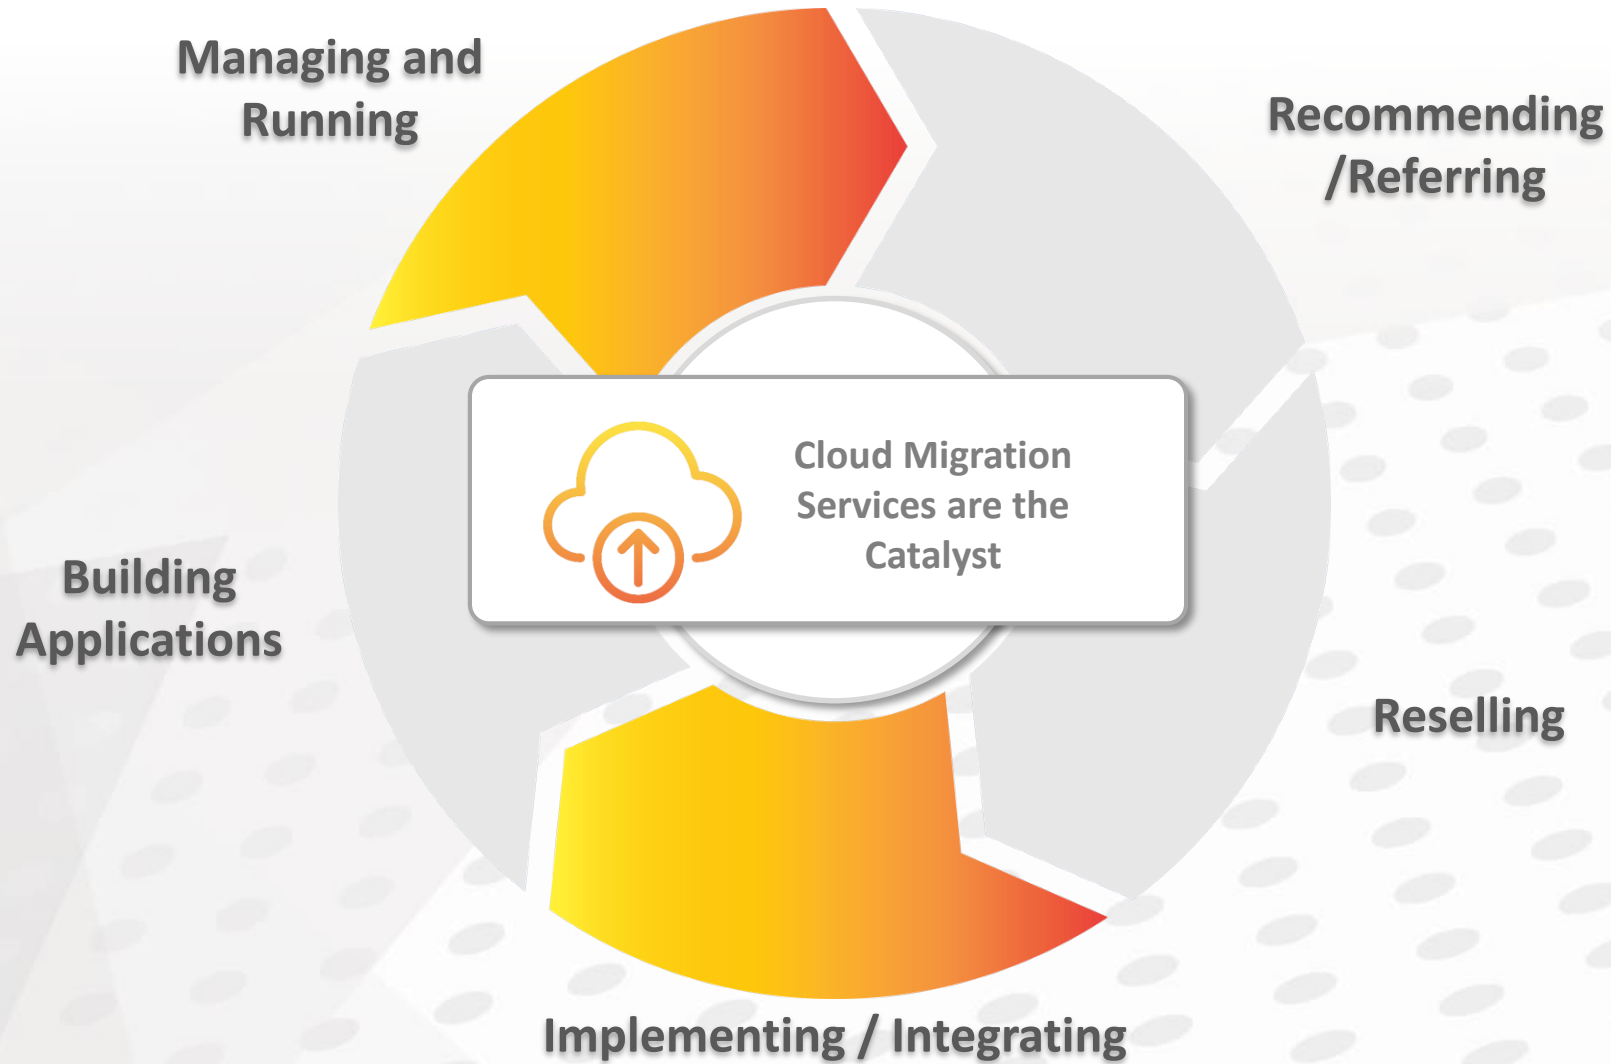 Managing and
Running
Recommending
/Referring
Cloud Migration
Services are the
Catalyst
Building
Applications
Reselling
Implementing / Integrating